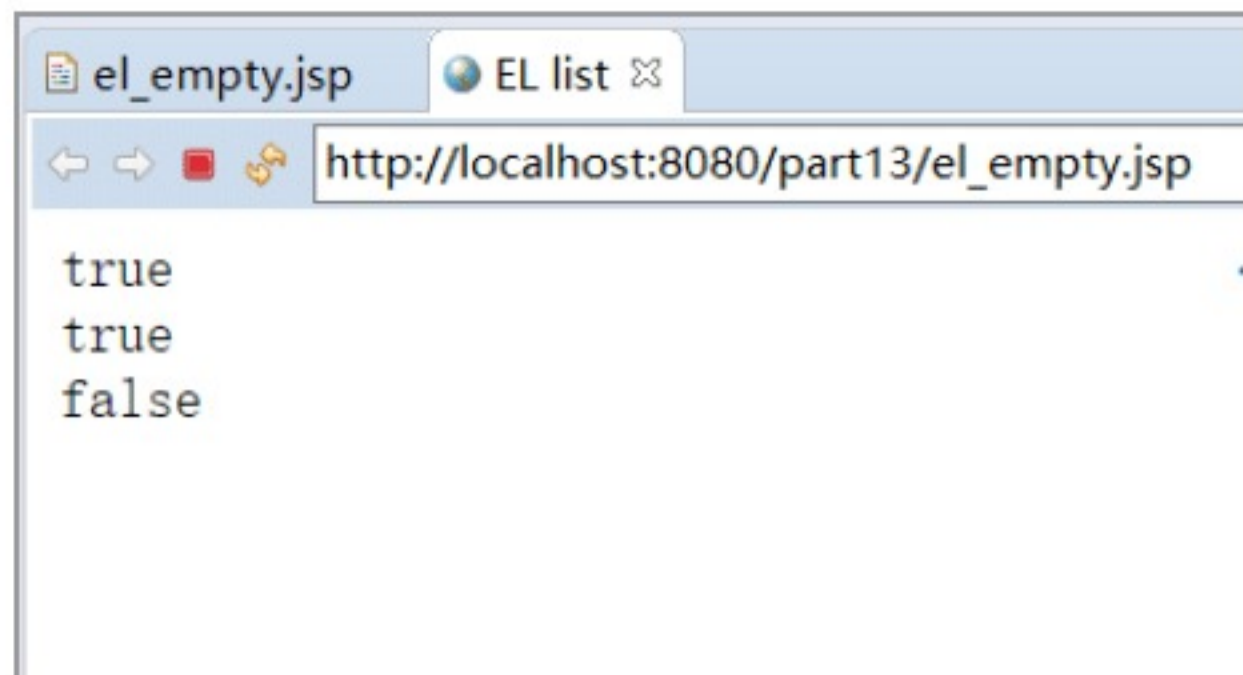 el_empty.jsp EL list
http://localhost:8080/part13/el_empty.jsp
true
true
false